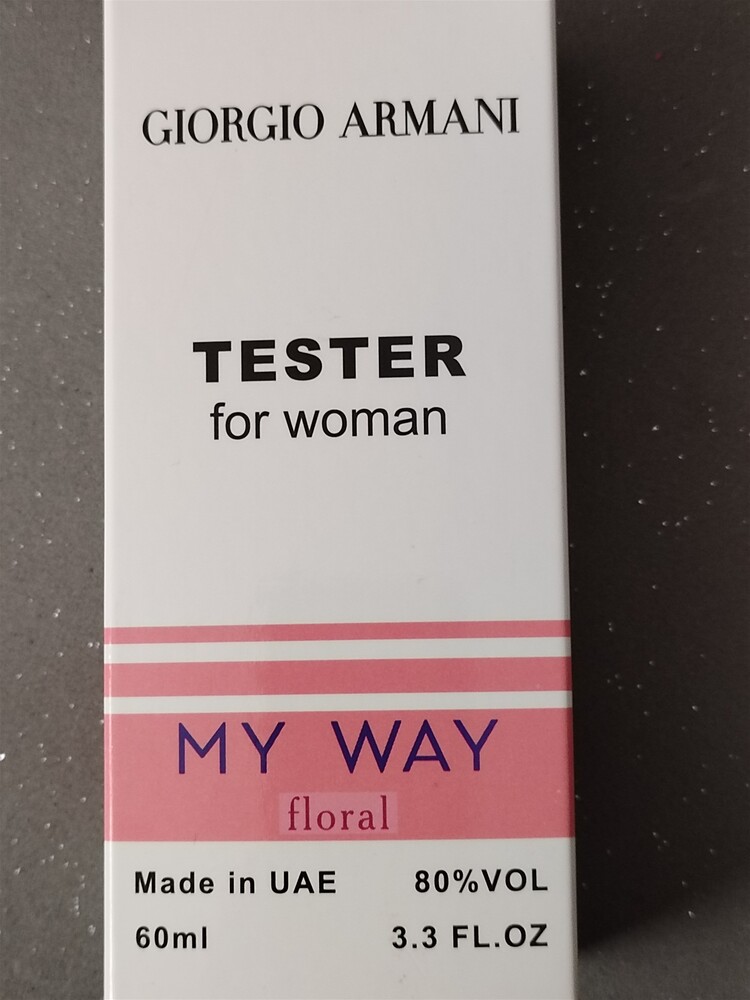 GIORGIO ARMANI
TESTER
for woman
MY WAY
floral
Made in UAE 80%VOL
60ml 3.3 FL.OZ